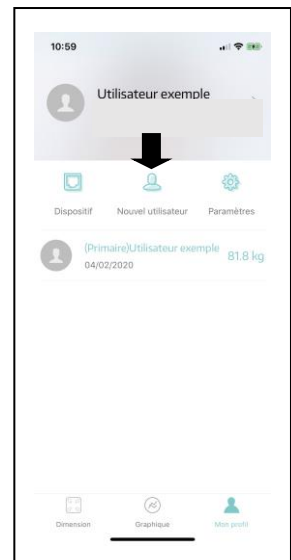 10:59
Utilisateur exemple
Dispositif Nouvel utilisateur Paramètres
(Primaire)Utilisateur exemple 81.8 kg
04/02/2020
Dimension Graphique Mon profil